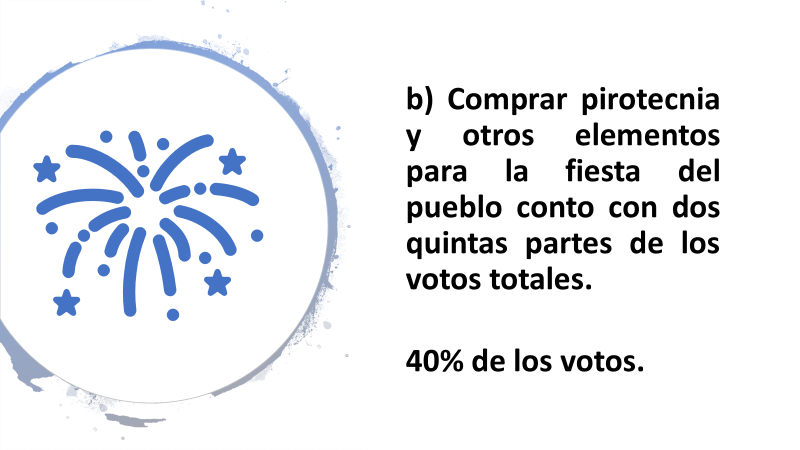 b) Comprar pirotecnia
y otros elementos
para la fiesta del
pueblo conto con dos
quintas partes de los
votos totales.
40% de los votos.